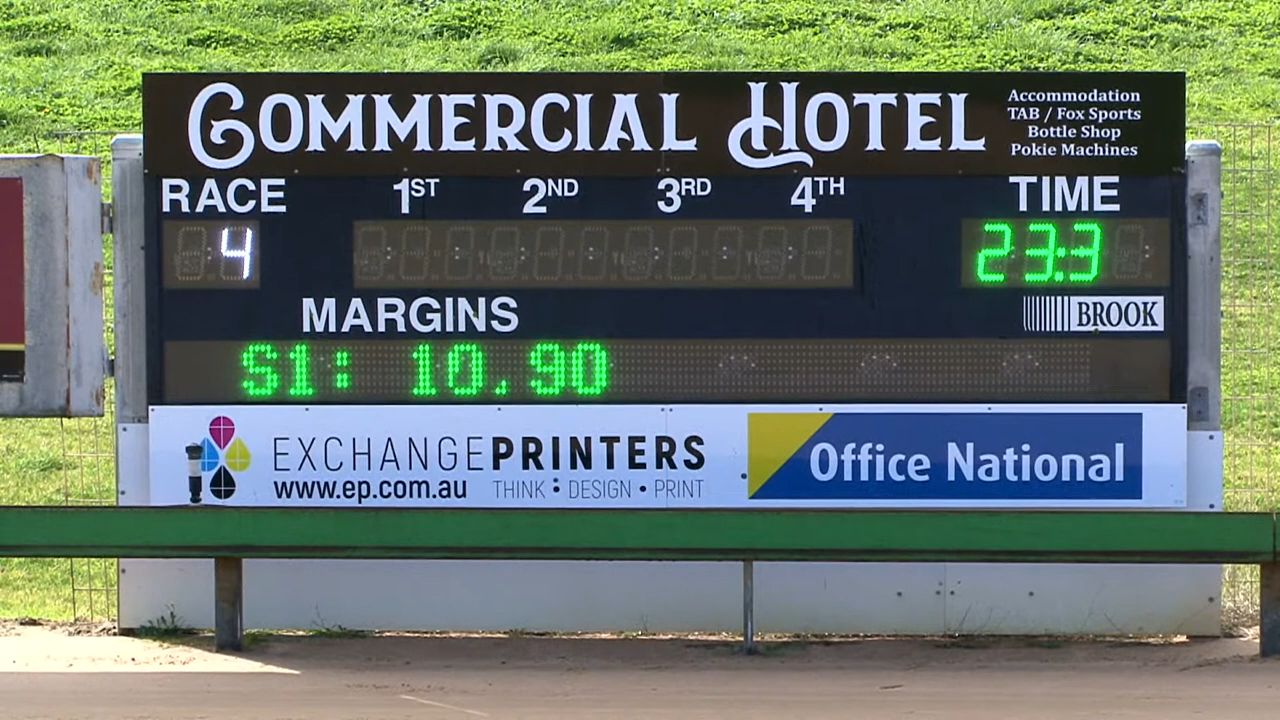 COMMERCIAL HOTEL
Accommodation
TAB / Fox Sports
Bottle Shop
Pokie Machines
RACE 1ST 2ND 3RD 4TH TIME
4 23:3
MARGINS
BROOK
S1: 10.90
EXCHANGEPRINTERS
www.ep.com.au THINK • DESIGN • PRINT
Office National